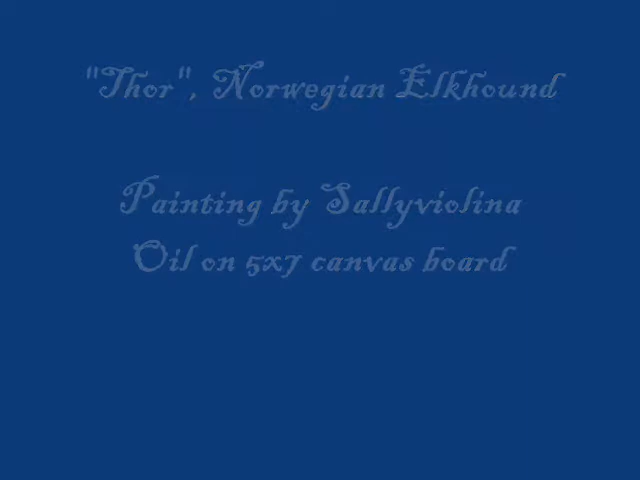 "Thor", Norwegian Elkhound
Painting by Sallyviolina
Oil on 5x7 canvas board